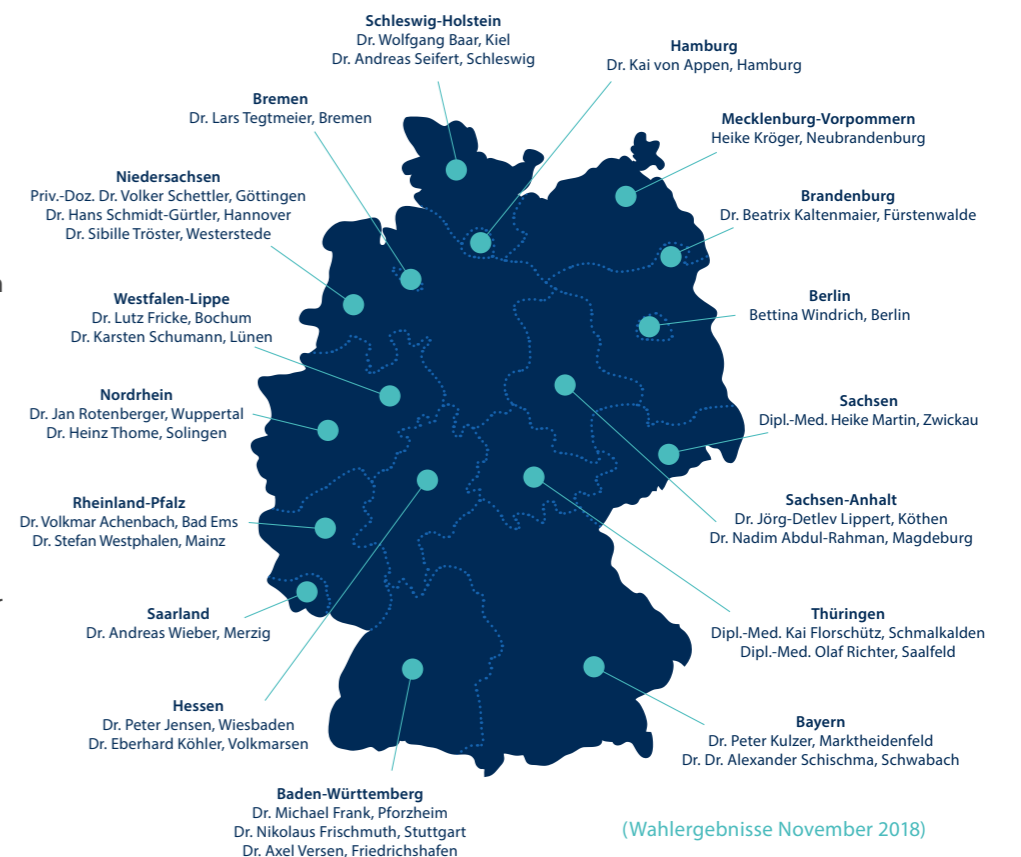 Schleswig-Holstein
Dr. Wolfgang Baar, Kiel
Dr. Andreas Seifert, Schleswig
Hamburg
Dr. Kai von Appen, Hamburg
Bremen
Dr. Lars Tegtmeier, Bremen
Mecklenburg-Vorpommern
Heike Kröger, Neubrandenburg
Niedersachsen
Priv.-Doz. Dr. Volker Schettler, Göttingen
Dr. Hans Schmidt-Gürtler, Hannover
Dr. Sibille Tröster, Westerstede
Brandenburg
Dr. Beatrix Kaltenmaier, Fürstenwalde
Westfalen-Lippe
Dr. Lutz Fricke, Bochum
Dr. Karsten Schumann, Lünen
Berlin
Bettina Windrich, Berlin
Nordrhein
Dr. Jan Rotenberger, Wuppertal
Dr. Heinz Thome, Solingen
Sachsen
Dipl.-Med. Heike Martin, Zwickau
Rheinland-Pfalz
Dr. Volkmar Achenbach, Bad Ems
Dr. Stefan Westphalen, Mainz
Sachsen-Anhalt
Dr. Jörg-Detlev Lippert, Köthen
Dr. Nadim Abdul-Rahman, Magdeburg
Saarland
Dr. Andreas Wieber, Merzig
Thüringen
Dipl.-Med. Kai Florschütz, Schmalkalden
Dipl.-Med. Olaf Richter, Saalfeld
Hessen
Dr. Peter Jensen, Wiesbaden
Dr. Eberhard Köhler, Volkmarsen
Bayern
Dr. Peter Kulzer, Marktheidenfeld
Dr. Dr. Alexander Schischma, Schwabach
Baden-Württemberg
Dr. Michael Frank, Pforzheim
Dr. Nikolaus Frischmuth, Stuttgart
Dr. Axel Versen, Friedrichshafen
(Wahlergebnisse November 2018)